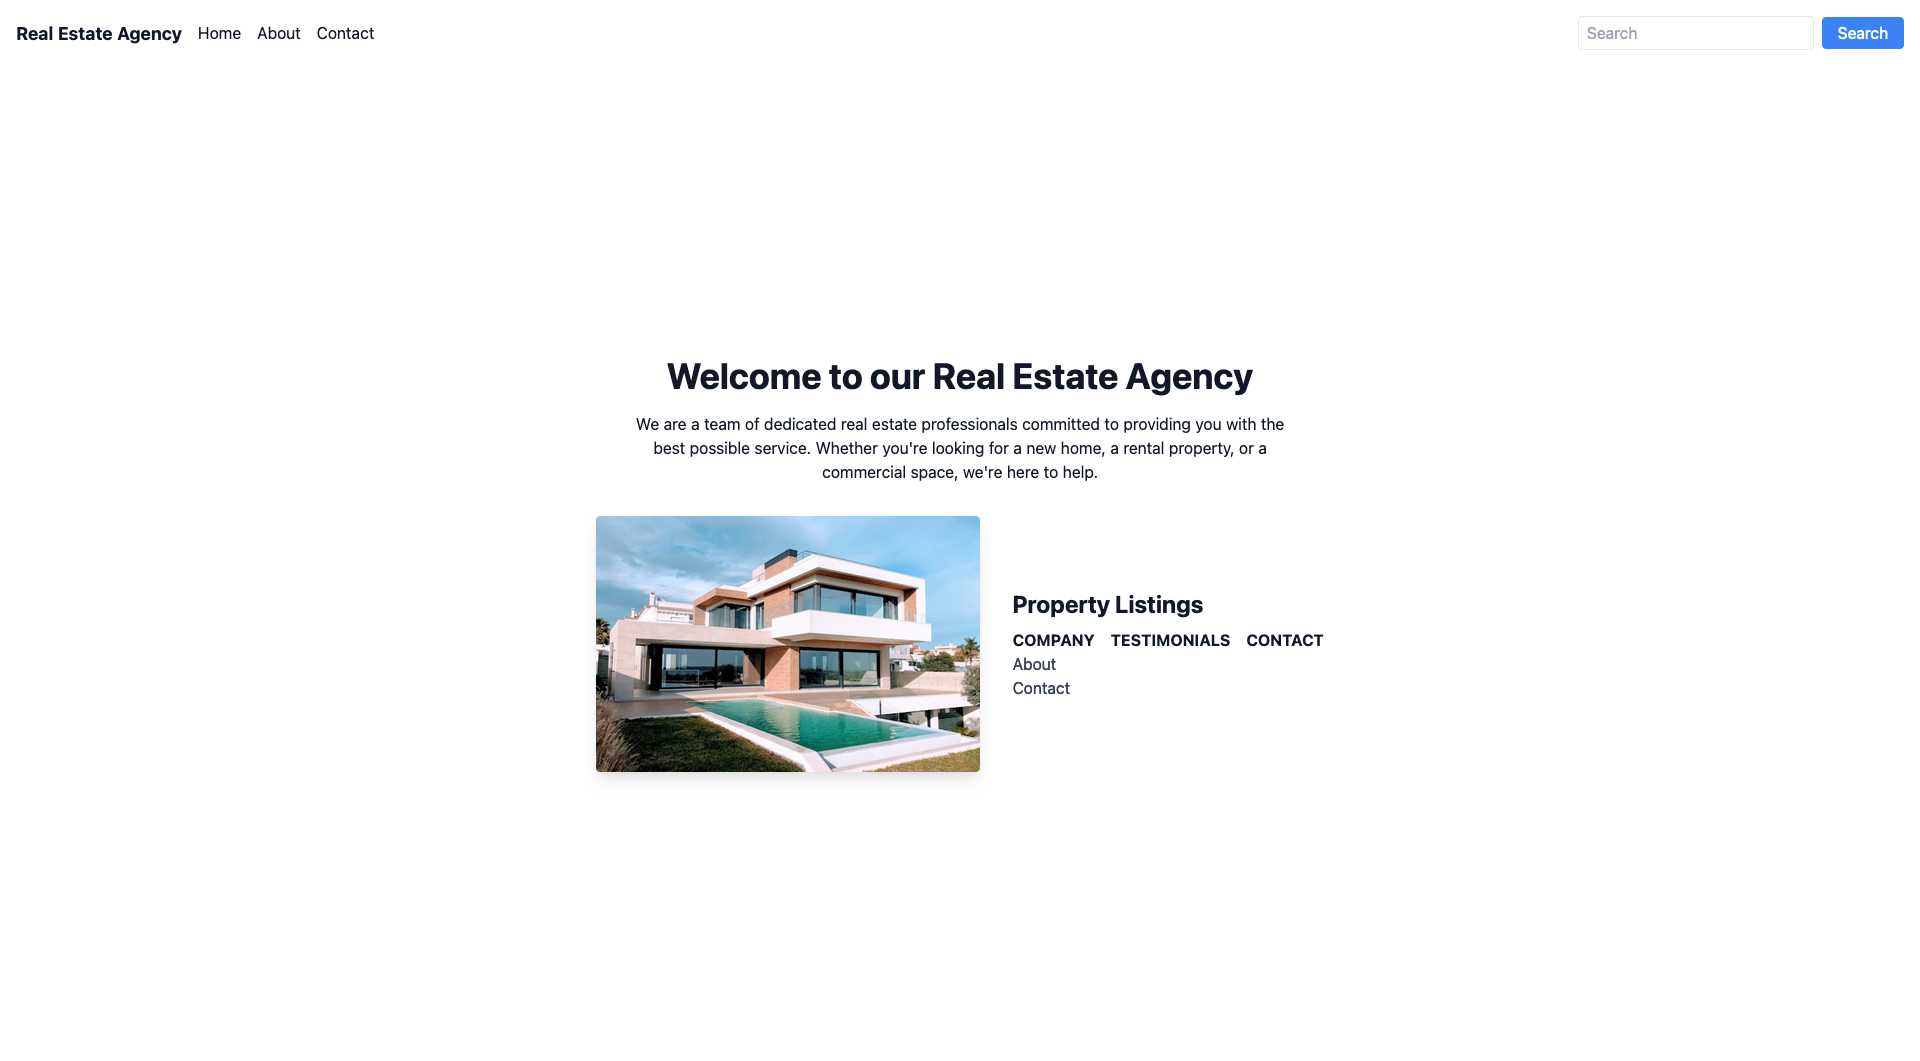 Real Estate Agency Home About Contact Search Search
Welcome to our Real Estate Agency
We are a team of dedicated real estate professionals committed to providing you with the
best possible service. Whether you're looking for a new home, a rental property, or a
commercial space, we're here to help.
Property Listings
COMPANY TESTIMONIALS CONTACT
About
Contact